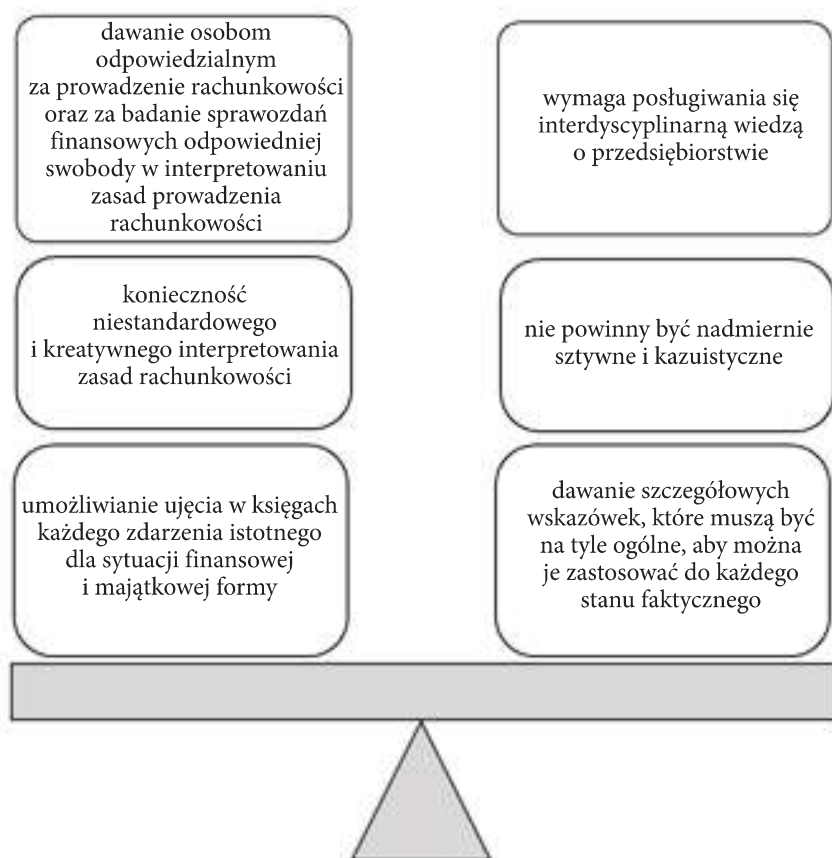 dawanie osobom
odpowiedzialnym
za prowadzenie rachunkowości
oraz za badanie sprawozdań
finansowych odpowiedniej
swobody w interpretowaniu
zasad prowadzenia
rachunkowości
wymaga posługiwania się
interdyscyplinarną wiedzą
o przedsiębiorstwie
konieczność
niestandardowego
i kreatywnego interpretowania
zasad rachunkowości
nie powinny być nadmiernie
sztywne i kazuistyczne
umożliwianie ujęcia w księgach
każdego zdarzenia istotnego
dla sytuacji finansowej
i majątkowej formy
dawanie szczegółowych
wskazówek, które muszą być
na tyle ogólne, aby można
je zastosować do każdego
stanu faktycznego